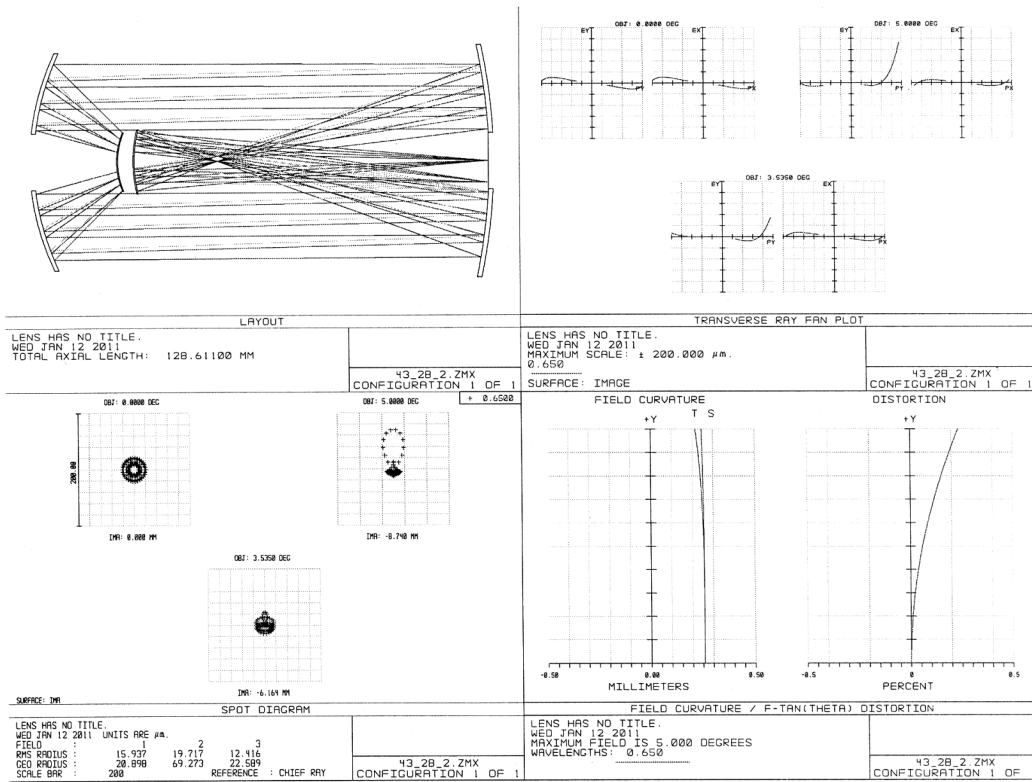 OBJ: 0.0000 DEG
EY
EX
PY
PX
OBJ: 5.0000 DEG
EY
EX
PY
PX
OBJ: 3.5350 DEG
EY
EX
PY
PX
LAYOUT
LENS HAS NO TITLE.
WED JAN 12 2011
TOTAL AXIAL LENGTH: 128.61100 MM
43_2B_2.ZMX
CONFIGURATION 1 OF 1
TRANSVERSE RAY FAN PLOT
LENS HAS NO TITLE.
WED JAN 12 2011
MAXIMUM SCALE: ± 200.000 µm.
0.650
SURFACE: IMAGE
43_2B_2.ZMX
CONFIGURATION 1 OF 1
+ 0.6500
OBJ: 0.0000 DEG
200.00
IMA: 0.000 MM
OBJ: 5.0000 DEG
IMA: -8.740 MM
OBJ: 3.5350 DEG
IMA: -6.164 MM
SURFACE: IMA
SPOT DIAGRAM
LENS HAS NO TITLE.
WED JAN 12 2011 UNITS ARE µm.
FIELD : 1 2 3
RMS RADIUS : 15.937 19.717 12.416
GEO RADIUS : 20.898 69.273 22.589
SCALE BAR : 200 REFERENCE : CHIEF RAY
43_2B_2.ZMX
CONFIGURATION 1 OF 1
FIELD CURVATURE
T S
+Y
-0.50 0.00 0.50
MILLIMETERS
DISTORTION
+Y
-0.5 0 0.5
PERCENT
FIELD CURVATURE / F-TAN(THETA) DISTORTION
LENS HAS NO TITLE.
WED JAN 12 2011
MAXIMUM FIELD IS 5.000 DEGREES
WAVELENGTHS: 0.650
43_2B_2.ZMX
CONFIGURATION 1 OF